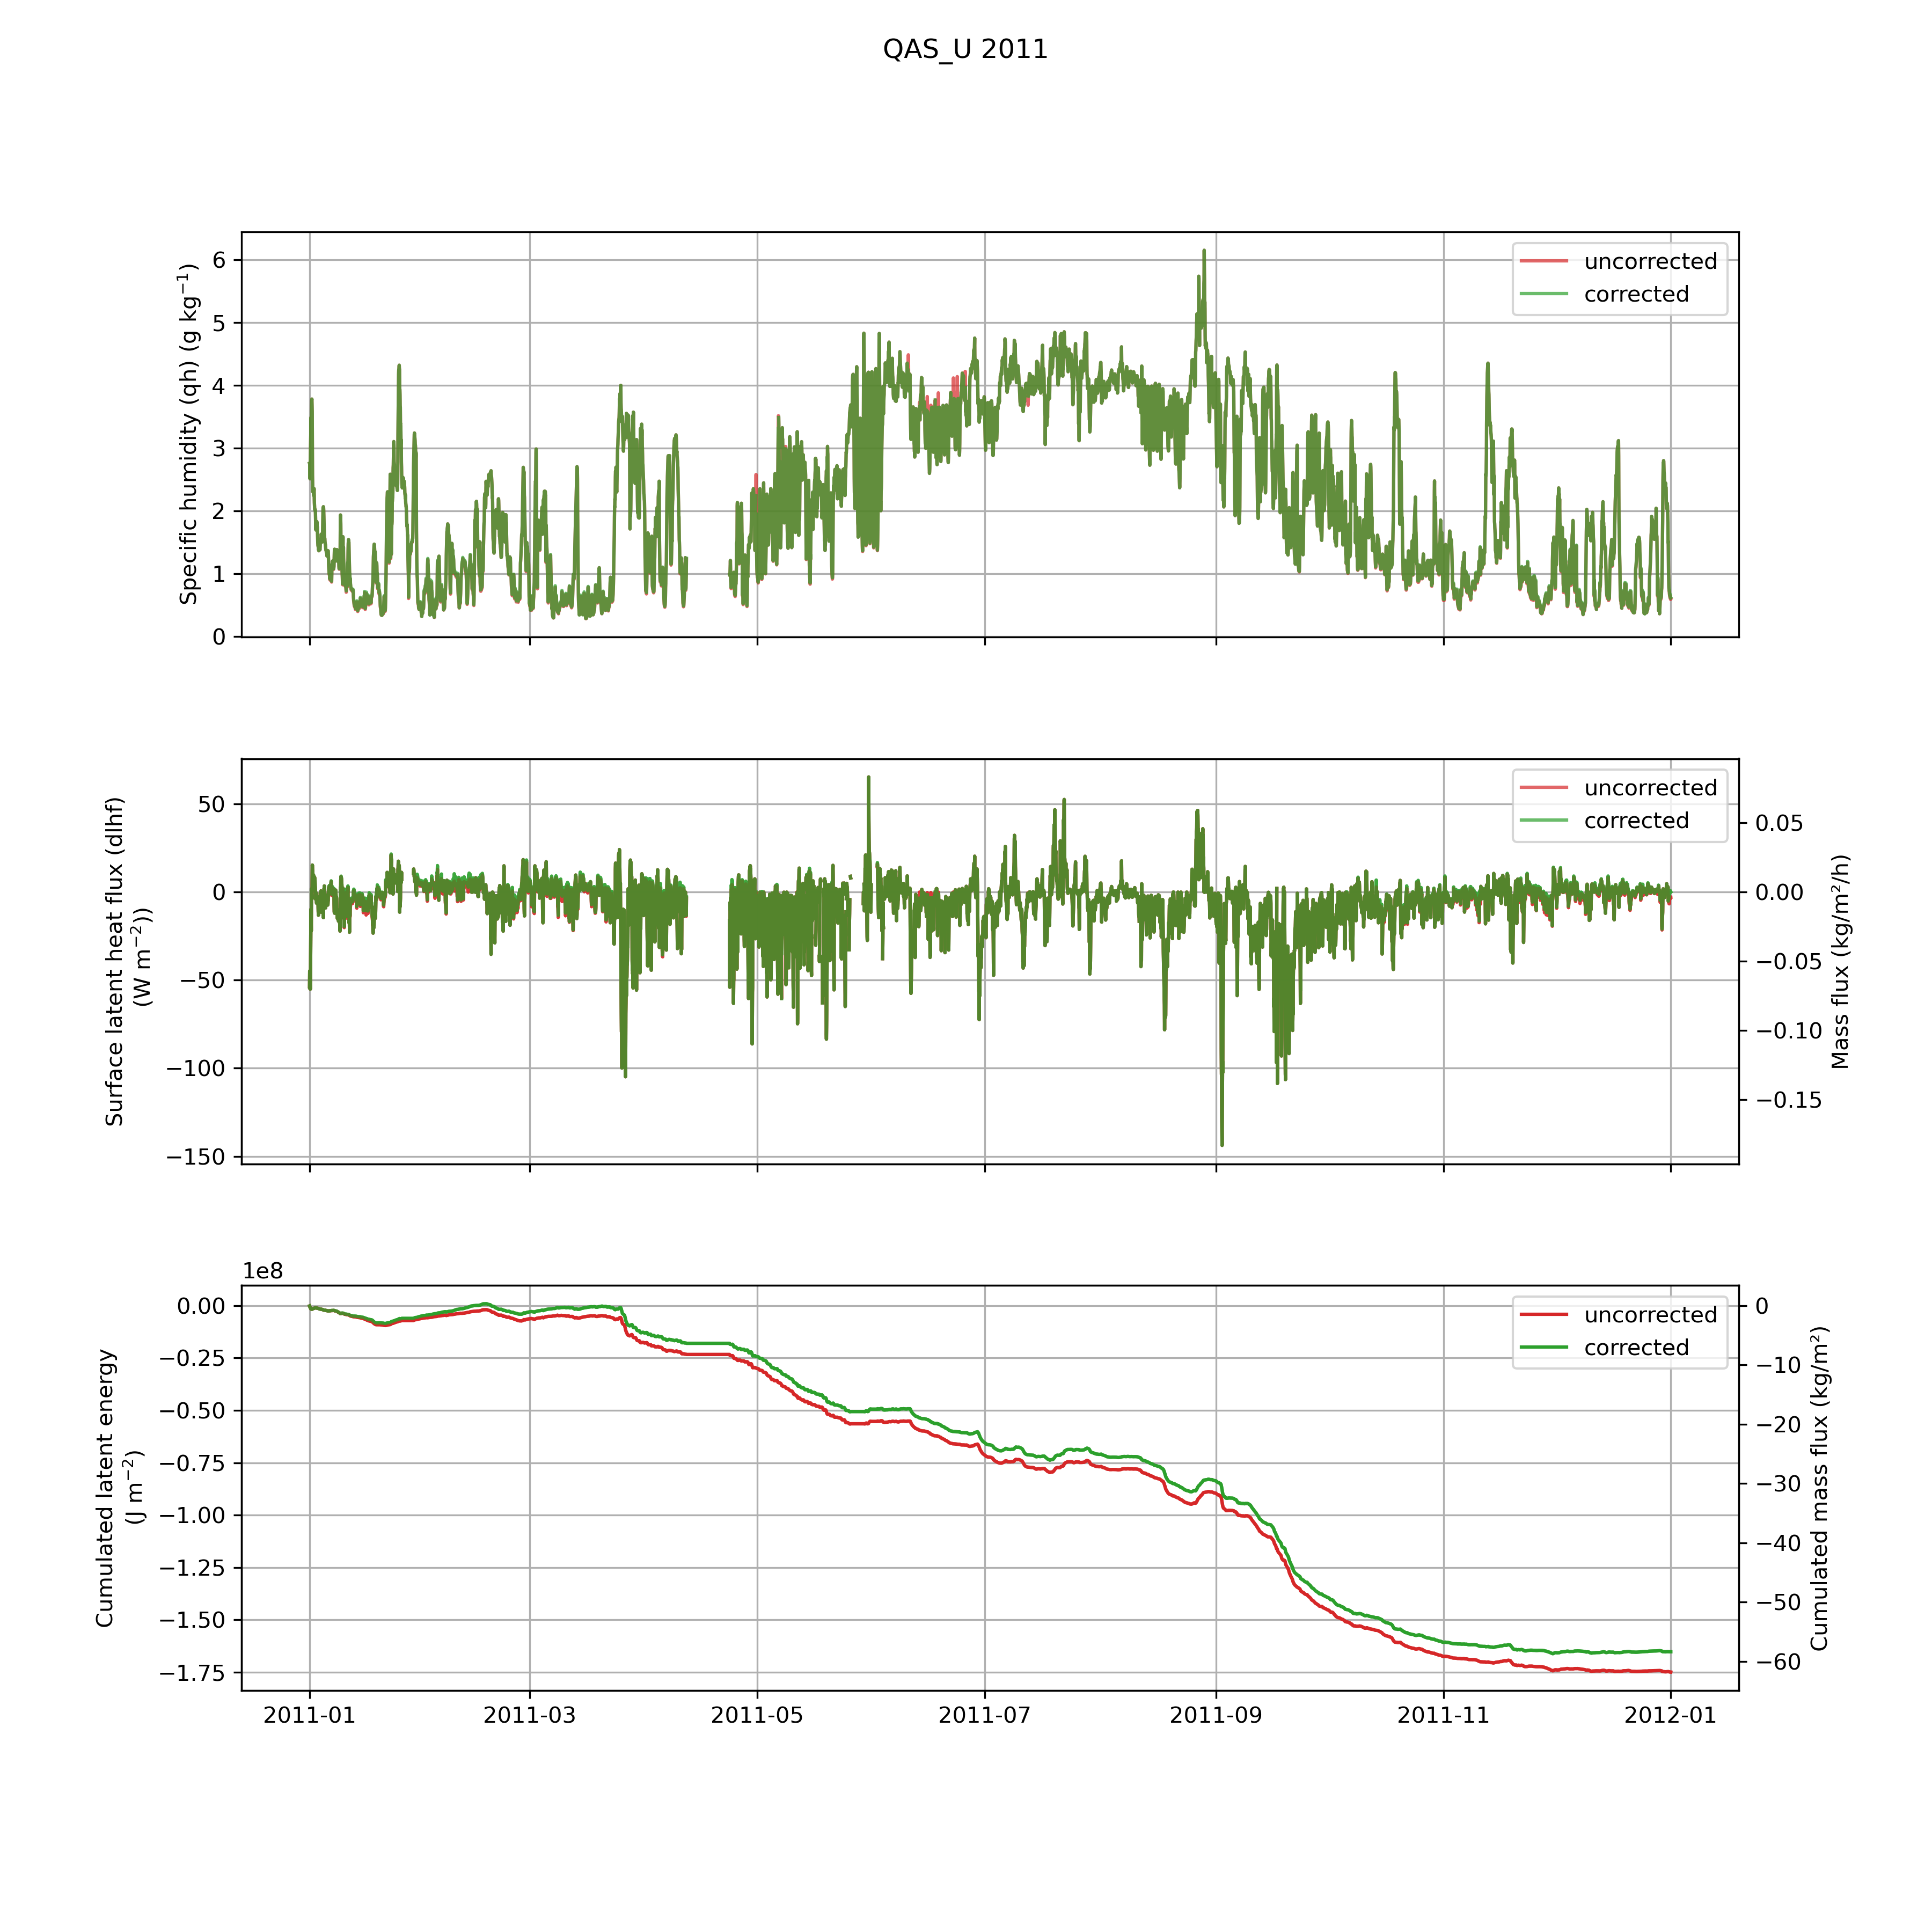 QAS_U 2011
Specific humidity (qh) (g kg⁻¹)
6
5
4
3
2
1
0
uncorrected
corrected
Surface latent heat flux (dlhf)
(W m⁻²))
50
0
−50
−100
−150
uncorrected
corrected
0.05
0.00
−0.05
−0.10
−0.15
Mass flux (kg/m²/h)
1e8
Cumulated latent energy
(J m⁻²)
0.00
−0.25
−0.50
−0.75
−1.00
−1.25
−1.50
−1.75
uncorrected
corrected
0
−10
−20
−30
−40
−50
−60
Cumulated mass flux (kg/m²)
2011-01
2011-03
2011-05
2011-07
2011-09
2011-11
2012-01